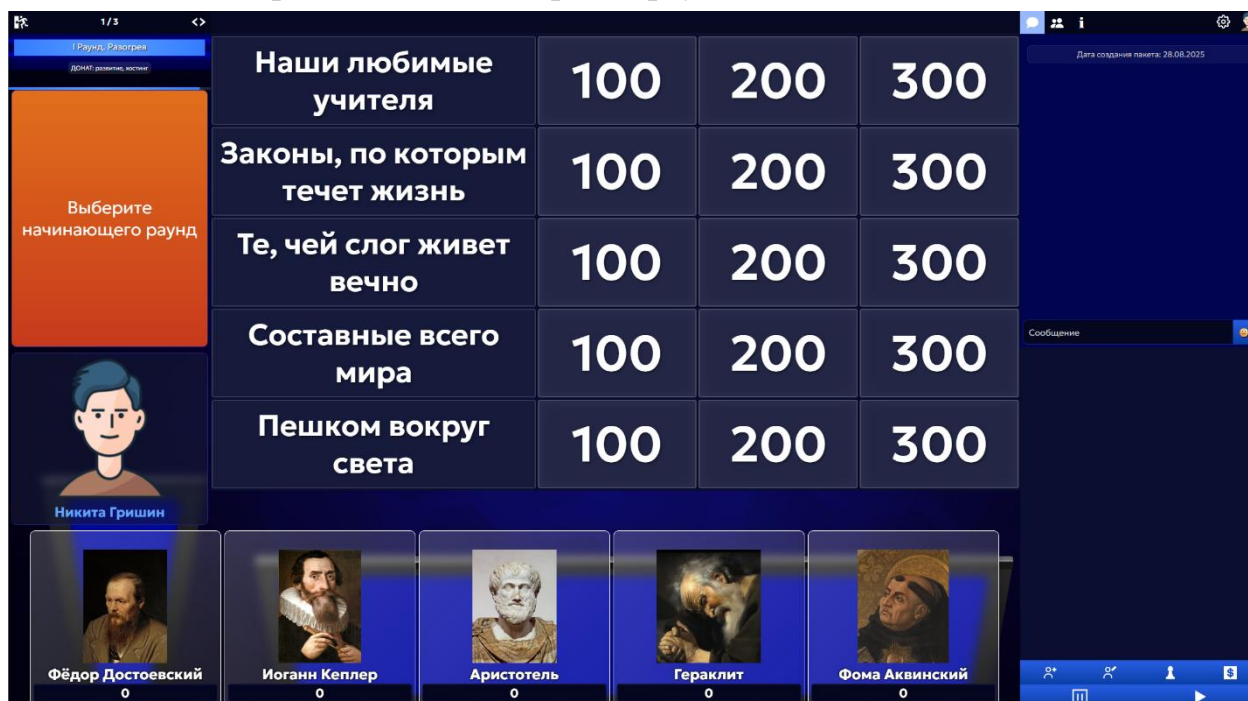 1/3
<>
I Раунд. Разогрев
ДОНАТ: развитие, хостинг
Выберите
начинающего раунд
Никита Гришин
Наши любимые
учителя
100 200 300
Законы, по которым
течет жизнь
100 200 300
Те, чей слог живет
вечно
100 200 300
Составные всего
мира
100 200 300
Пешком вокруг
света
100 200 300
Фёдор Достоевский
0
Иоганн Кеплер
0
Аристотель
0
Гераклит
0
Фома Аквинский
0
Дата создания пакета: 28.08.2025
Сообщение